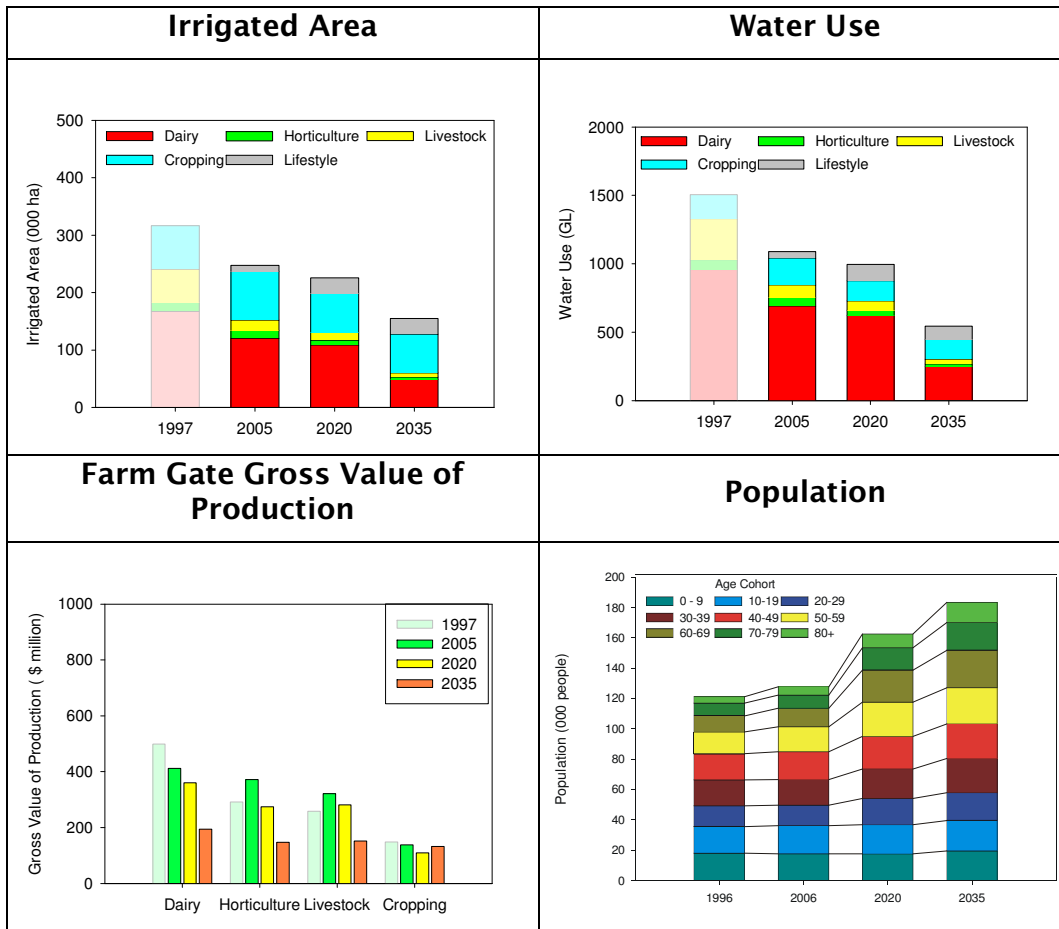 Irrigated Area
Irrigated Area (000 ha)
500
400
300
200
100
0
Dairy Horticulture Livestock
Cropping Lifestyle
1997 2005 2020 2035
Water Use
Water Use (GL)
2000
1500
1000
500
0
Dairy Horticulture Livestock
Cropping Lifestyle
1997 2005 2020 2035
Farm Gate Gross Value of
Production
Gross Value of Production ( $ million)
1000
800
600
400
200
0
1997
2005
2020
2035
Dairy Horticulture Livestock Cropping
Population
Population (000 people)
200
180
160
140
120
100
80
60
40
20
0
Age Cohort
0 - 9 10-19 20-29
30-39 40-49 50-59
60-69 70-79 80+
1996 2006 2020 2035